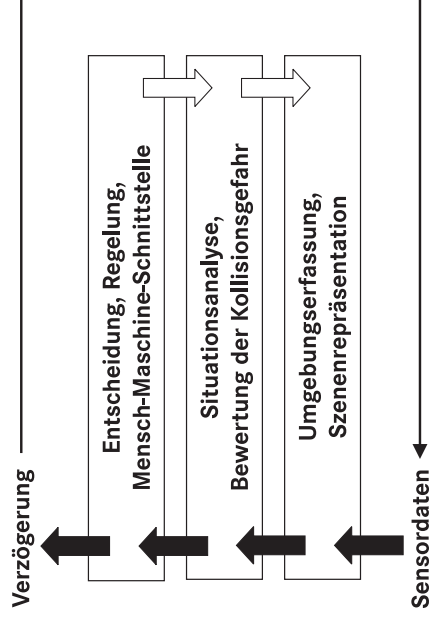 Verzögerung
Entscheidung, Regelung,
Mensch-Maschine-Schnittstelle
Situationsanalyse,
Bewertung der Kollisionsgefahr
Umgebungserfassung,
Szenenrepräsentation
Sensordaten